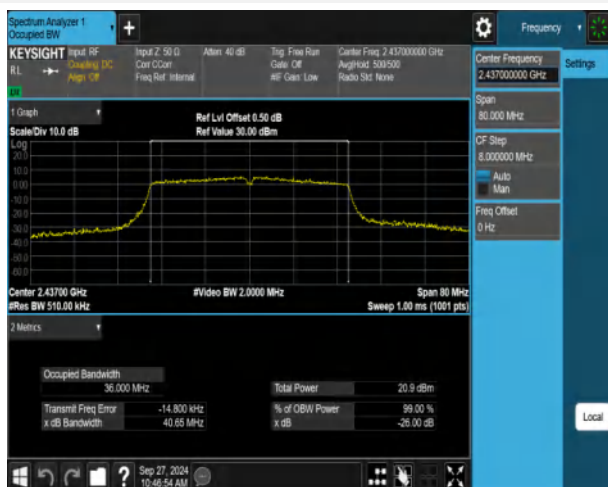 Spectrum Analyzer 1
Occupied BW
Frequency
KEYSIGHT
RL
Input: RF
Coupling: DC
Align: Off
Input Z: 50 Ω
Corr CCorr
Freq Ref: Internal
Atten: 40 dB
Trig: Free Run
Gate: Off
#IF Gain: Low
Center Freq: 2.437000000 GHz
Avg|Hold: 500/500
Radio Std: None
Center Frequency
2.437000000 GHz
Settings
Span
80.000 MHz
CF Step
8.000000 MHz
Auto
Man
Freq Offset
0 Hz
1 Graph
Scale/Div 10.0 dB
Ref Lvl Offset 0.50 dB
Ref Value 30.00 dBm
Log
20.0
10.0
0.00
-10.0
-20.0
-30.0
-40.0
-50.0
-60.0
Center 2.43700 GHz
#Res BW 510.00 kHz
#Video BW 2.0000 MHz
Span 80 MHz
Sweep 1.00 ms (1001 pts)
2 Metrics
Occupied Bandwidth
36.000 MHz
Total Power
20.9 dBm
Transmit Freq Error
-14.800 kHz
% of OBW Power
99.00 %
x dB Bandwidth
40.65 MHz
x dB
-26.00 dB
Local
?
Sep 27, 2024
10:46:54 AM